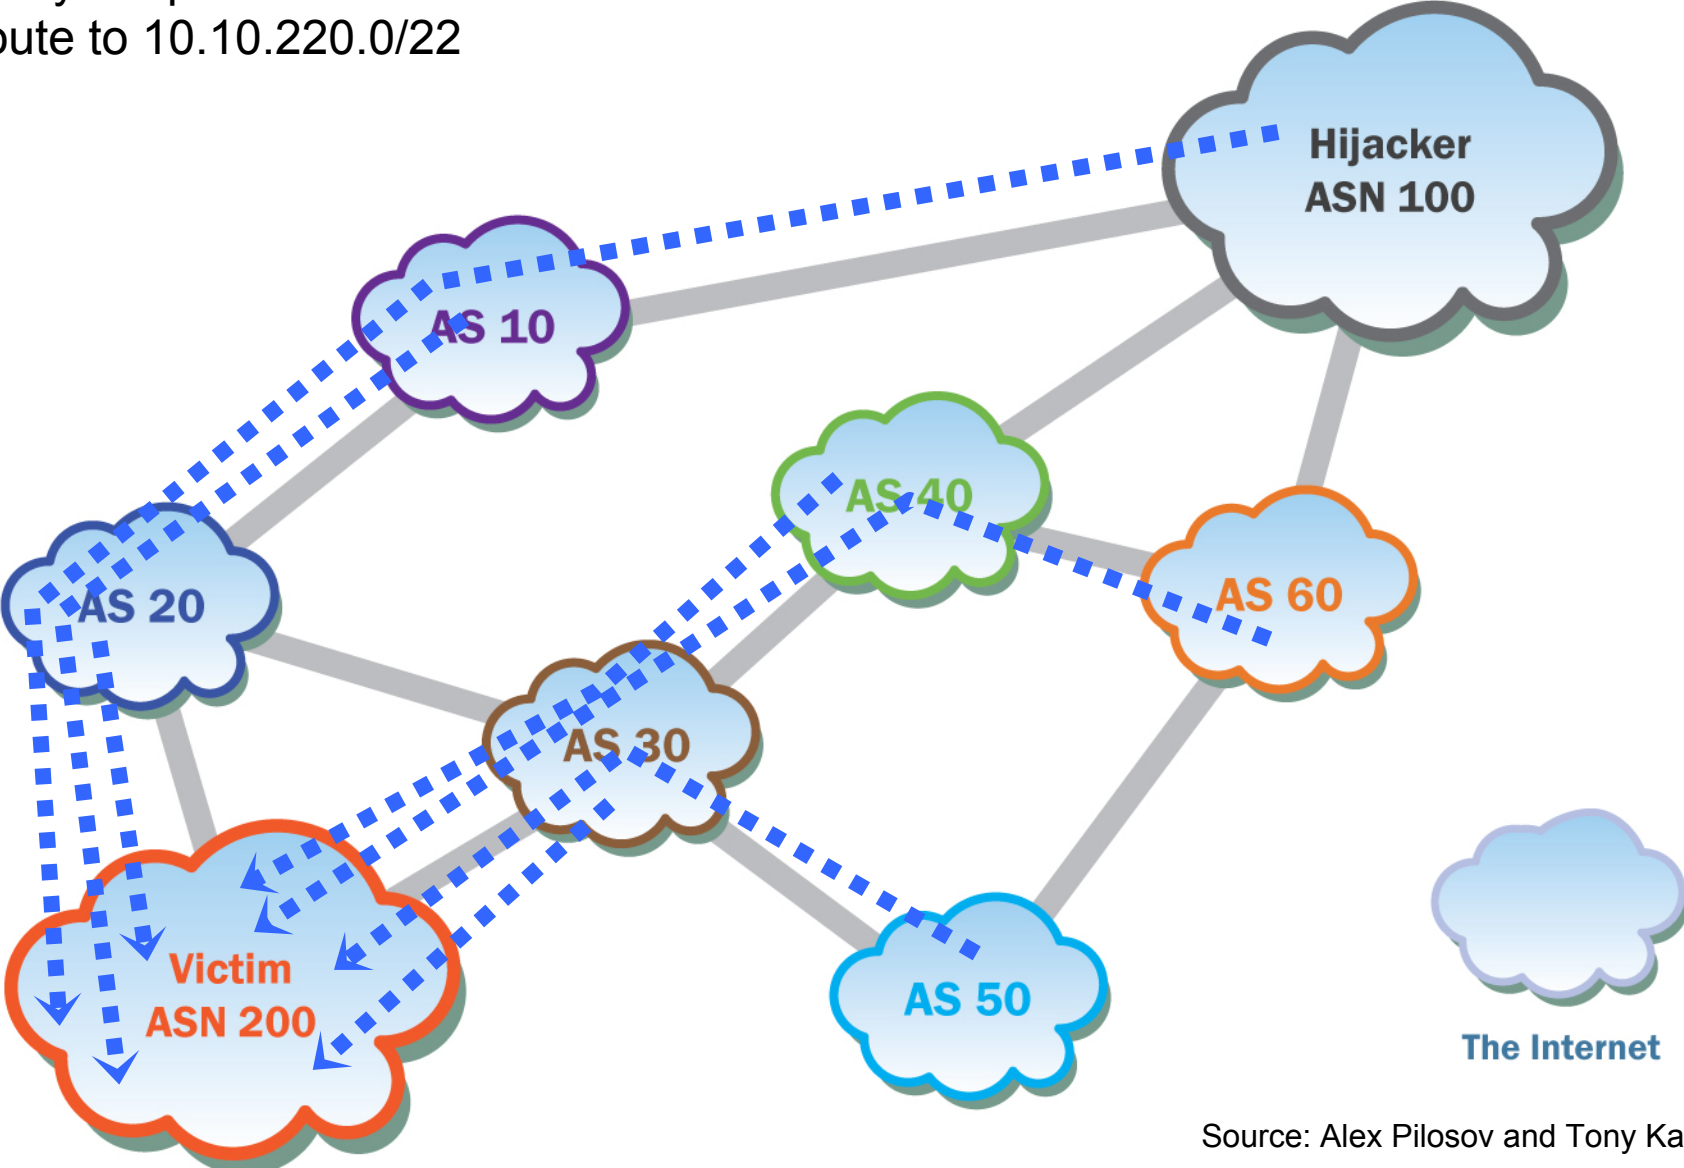 oute to 10.10.220.0/22
Hijacker
ASN 100
AS 10
AS 40
AS 60
AS 20
AS 30
Victim
ASN 200
AS 50
The Internet
Source: Alex Pilosov and Tony Ka